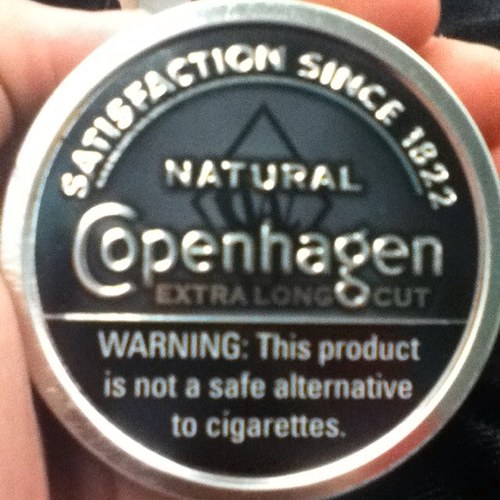 SATISFACTION SINCE 1822
NATURAL
Copenhagen
EXTRA LONG CUT
WARNING: This product
is not a safe alternative
to cigarettes.